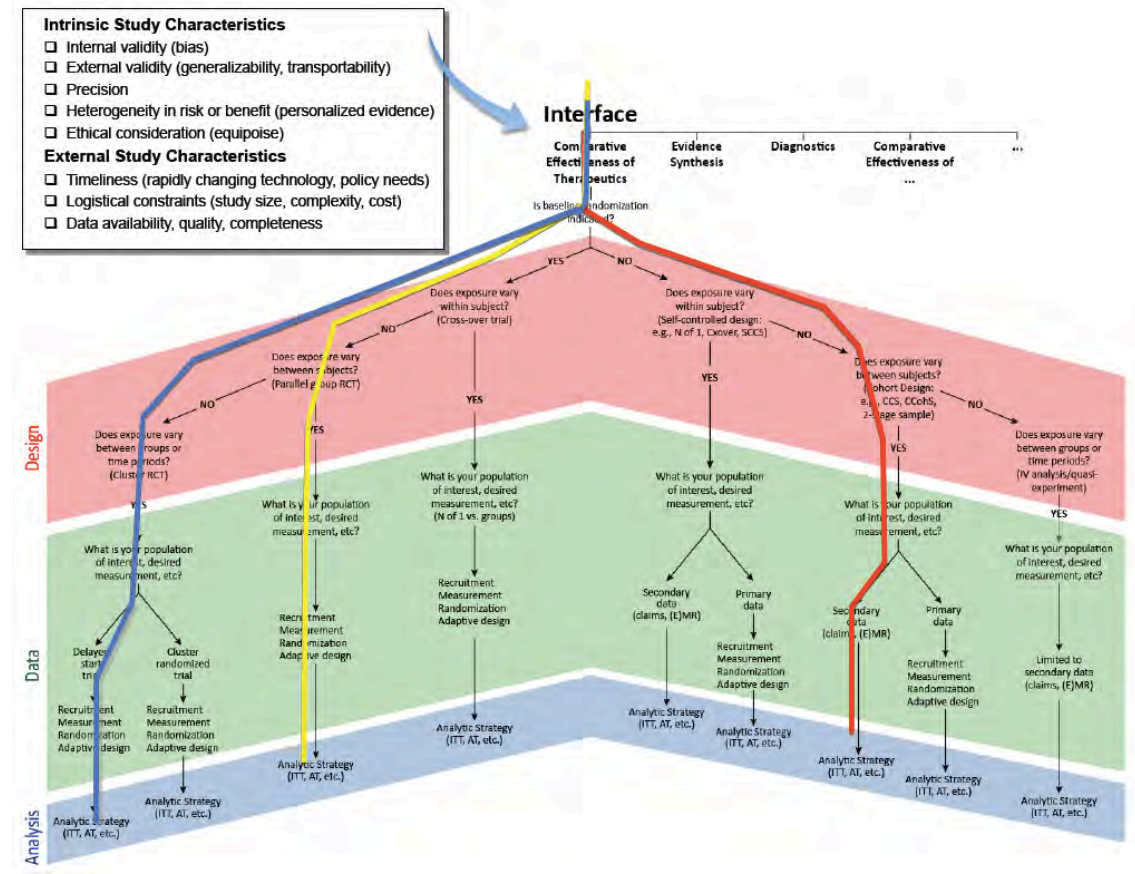 Intrinsic Study Characteristics
❑ Internal validity (bias)
❑ External validity (generalizability, transportability)
❑ Precision
❑ Heterogeneity in risk or benefit (personalized evidence)
❑ Ethical consideration (equipoise)
External Study Characteristics
❑ Timeliness (rapidly changing technology, policy needs)
❑ Logistical constraints (study size, complexity, cost)
❑ Data availability, quality, completeness
Interface
Comparative
Effectiveness of
Therapeutics
Evidence
Synthesis
Diagnostics
Comparative
Effectiveness of
...
...
Is baseline randomization
indicated?
YES
NO
Does exposure vary
within subject?
(Cross-over trial)
NO
Does exposure vary
between subjects?
(Parallel group RCT)
NO
Does exposure vary
between groups or
time periods?
(Cluster RCT)
YES
YES
YES
Does exposure vary
within subject?
(Self-controlled design:
e.g., N of 1, Cxover, SCCS)
NO
YES
Does exposure vary
between subjects?
(Cohort Design:
e.g., CCS, CCohS,
2-stage sample)
NO
YES
Does exposure vary
between groups or
time periods?
(IV analysis/quasi-
experiment)
YES
Design
What is your population
of interest, desired
measurement, etc?
Delayed
start
trial
Cluster
randomized
trial
Recruitment
Measurement
Randomization
Adaptive design
Recruitment
Measurement
Randomization
Adaptive design
What is your population
of interest, desired
measurement, etc?
Recruitment
Measurement
Randomization
Adaptive design
What is your population
of interest, desired
measurement, etc?
(N of 1 vs. groups)
Recruitment
Measurement
Randomization
Adaptive design
What is your population
of interest, desired
measurement, etc?
Secondary
data
(claims, (E)MR)
Primary
data
Recruitment
Measurement
Randomization
Adaptive design
What is your population
of interest, desired
measurement, etc?
Secondary
data
(claims, (E)MR)
Primary
data
Recruitment
Measurement
Randomization
Adaptive design
What is your population
of interest, desired
measurement, etc?
Limited to
secondary data
(claims, (E)MR)
Data
Analytic Strategy
(ITT, AT, etc.)
Analytic Strategy
(ITT, AT, etc.)
Analytic Strategy
(ITT, AT, etc.)
Analytic Strategy
(ITT, AT, etc.)
Analytic Strategy
(ITT, AT, etc.)
Analytic Strategy
(ITT, AT, etc.)
Analytic Strategy
(ITT, AT, etc.)
Analytic Strategy
(ITT, AT, etc.)
Analytic Strategy
(ITT, AT, etc.)
Analysis